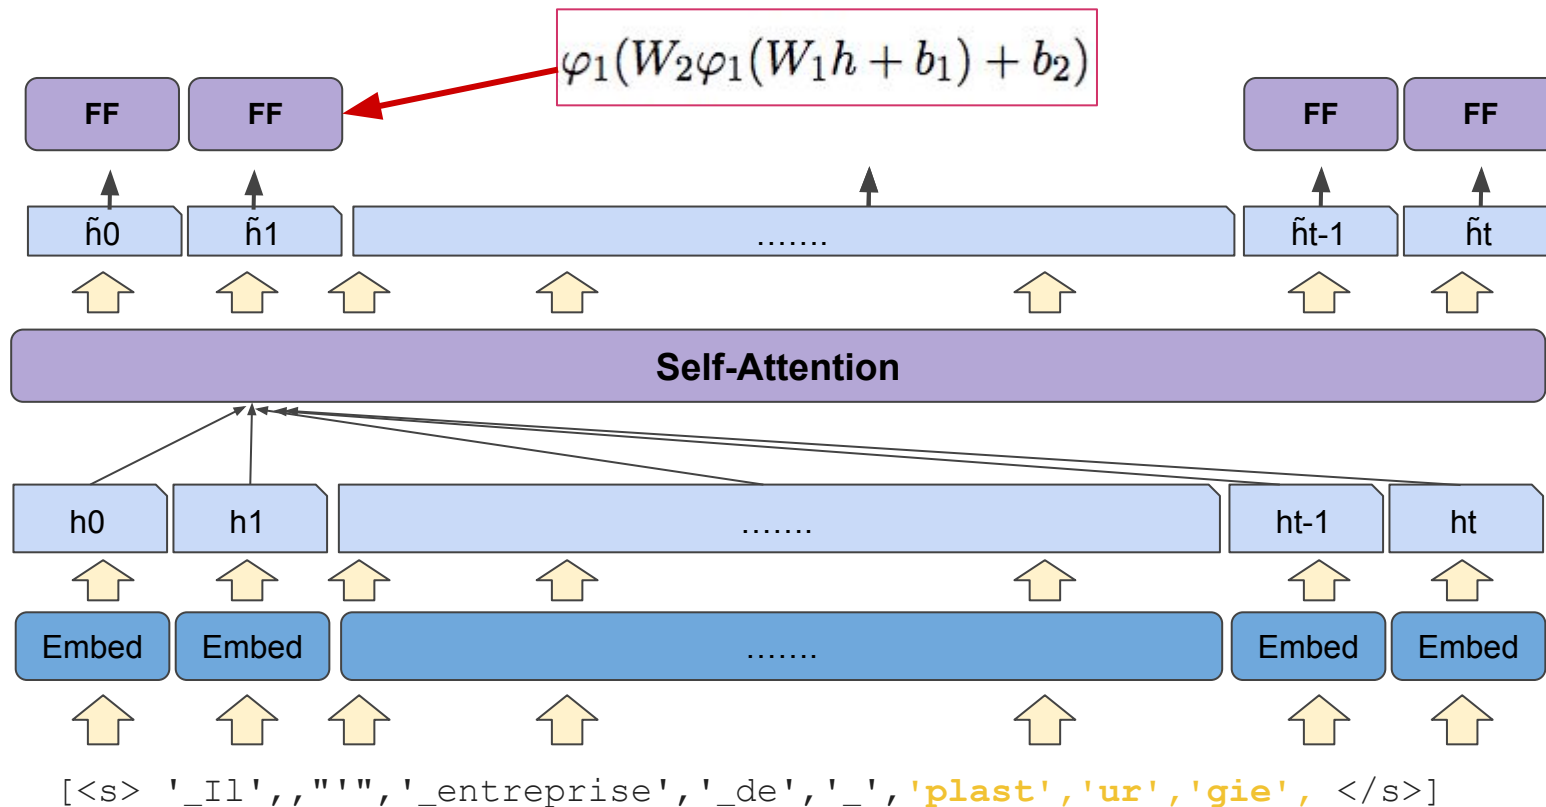 φ₁(W₂φ₁(W₁h + b₁) + b₂)
FF FF FF FF
h̃0 h̃1 ....... h̃t-1 h̃t
Self-Attention
h0 h1 ....... ht-1 ht
Embed Embed ....... Embed Embed
[<s> '_Il',,"'",'_entreprise','_de','_','plast','ur','gie', </s>]